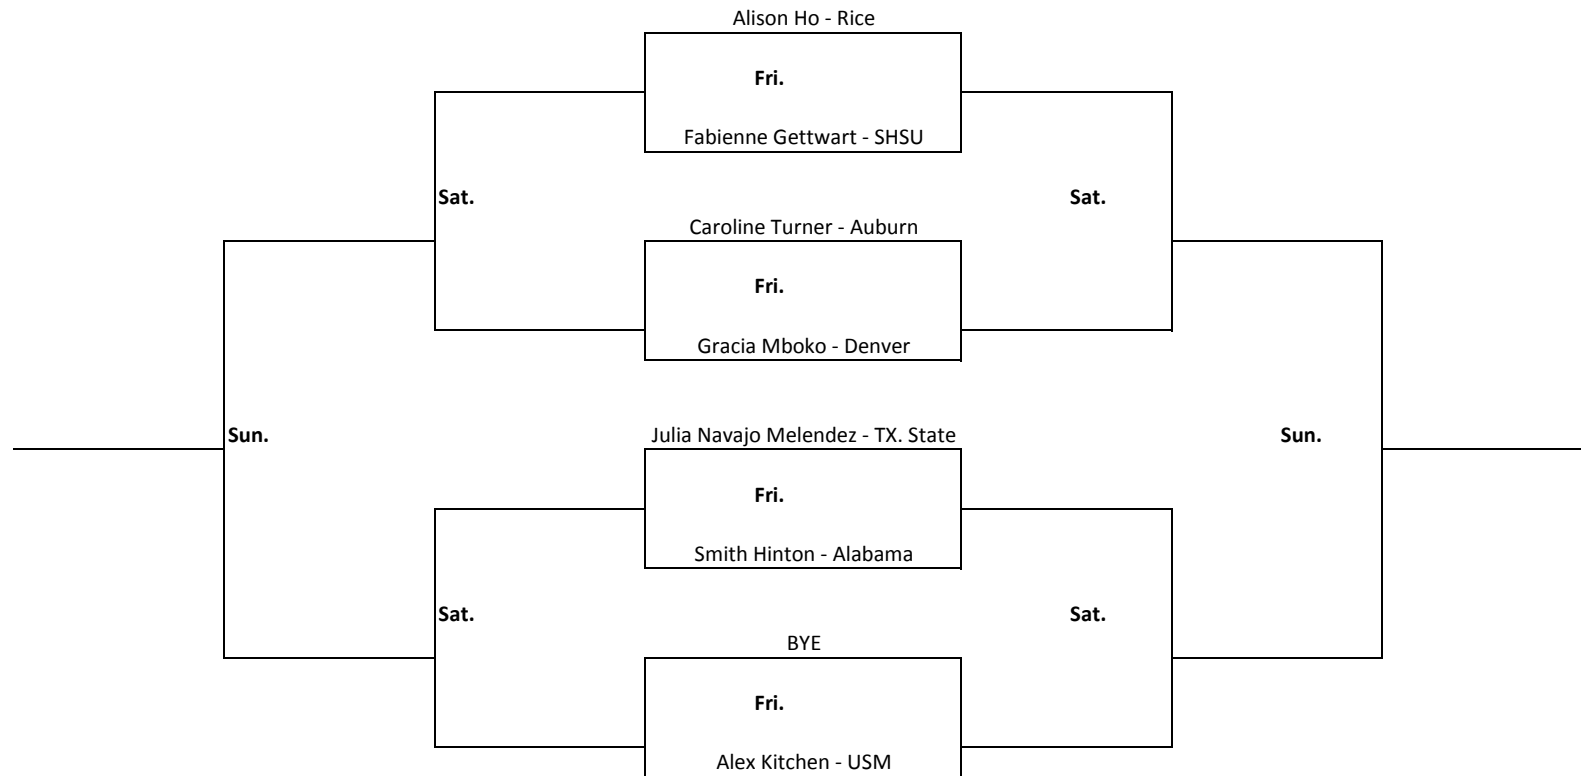 Alison Ho - Rice
Fri.
Fabienne Gettwart - SHSU
Sat.
Sat.
Caroline Turner - Auburn
Fri.
Gracia Mboko - Denver
Sun.
Julia Navajo Melendez - TX. State
Sun.
Fri.
Smith Hinton - Alabama
Sat.
Sat.
BYE
Fri.
Alex Kitchen - USM